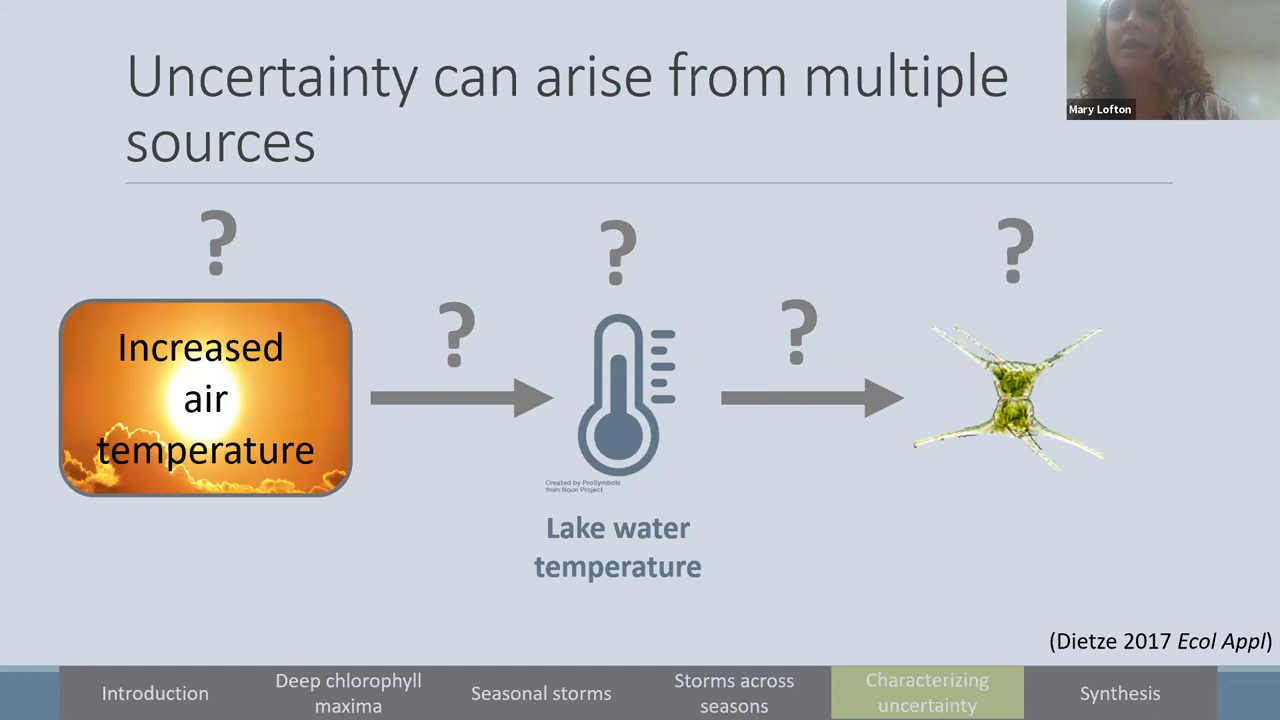 Uncertainty can arise from multiple
sources
Mary Lofton
?
?
?
?
?
Increased
air
temperature
Created by ProSymbols
from Noun Project
Lake water
temperature
(Dietze 2017 Ecol Appl)
Introduction
Deep chlorophyll
maxima
Seasonal storms
Storms across
seasons
Characterizing
uncertainty
Synthesis